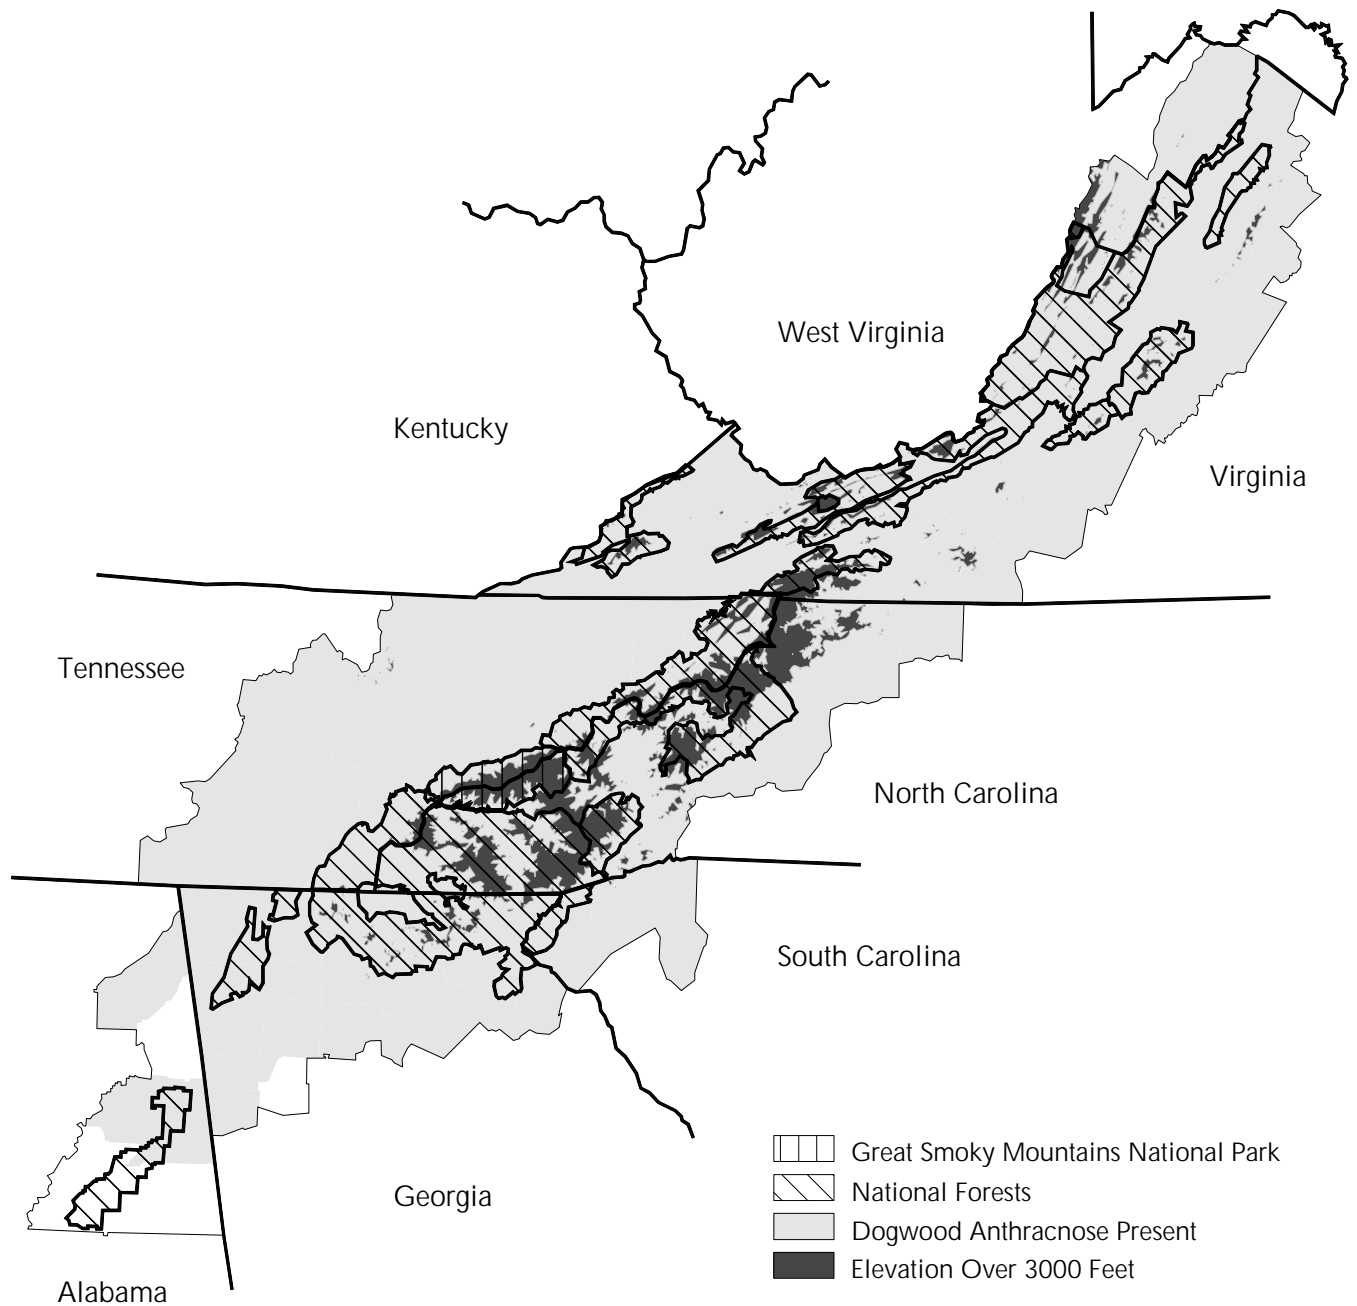 West Virginia
Kentucky
Virginia
Tennessee
North Carolina
South Carolina
Great Smoky Mountains National Park
National Forests
Georgia
Dogwood Anthracnose Present
Elevation Over 3000 Feet
Alabama